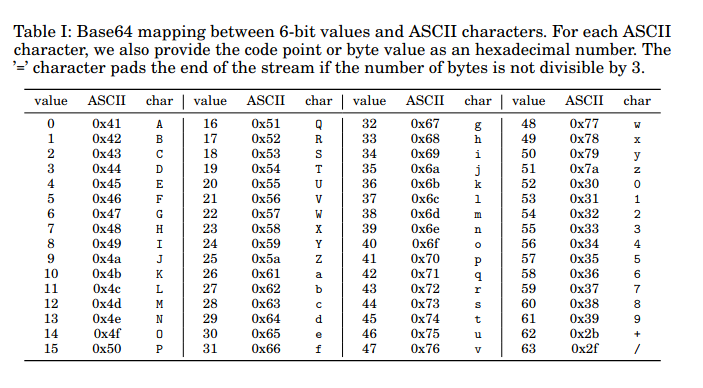 Table I: Base64 mapping between 6-bit values and ASCII characters. For each ASCII
character, we also provide the code point or byte value as an hexadecimal number. The
’=’ character pads the end of the stream if the number of bytes is not divisible by 3.
value ASCII char value ASCII char value ASCII char value ASCII char
0 0x41 A 16 0x51 Q 32 0x67 g 48 0x77 w
1 0x42 B 17 0x52 R 33 0x68 h 49 0x78 x
2 0x43 C 18 0x53 S 34 0x69 i 50 0x79 y
3 0x44 D 19 0x54 T 35 0x6a j 51 0x7a z
4 0x45 E 20 0x55 U 36 0x6b k 52 0x30 0
5 0x46 F 21 0x56 V 37 0x6c l 53 0x31 1
6 0x47 G 22 0x57 W 38 0x6d m 54 0x32 2
7 0x48 H 23 0x58 X 39 0x6e n 55 0x33 3
8 0x49 I 24 0x59 Y 40 0x6f o 56 0x34 4
9 0x4a J 25 0x5a Z 41 0x70 p 57 0x35 5
10 0x4b K 26 0x61 a 42 0x71 q 58 0x36 6
11 0x4c L 27 0x62 b 43 0x72 r 59 0x37 7
12 0x4d M 28 0x63 c 44 0x73 s 60 0x38 8
13 0x4e N 29 0x64 d 45 0x74 t 61 0x39 9
14 0x4f O 30 0x65 e 46 0x75 u 62 0x2b +
15 0x50 P 31 0x66 f 47 0x76 v 63 0x2f /